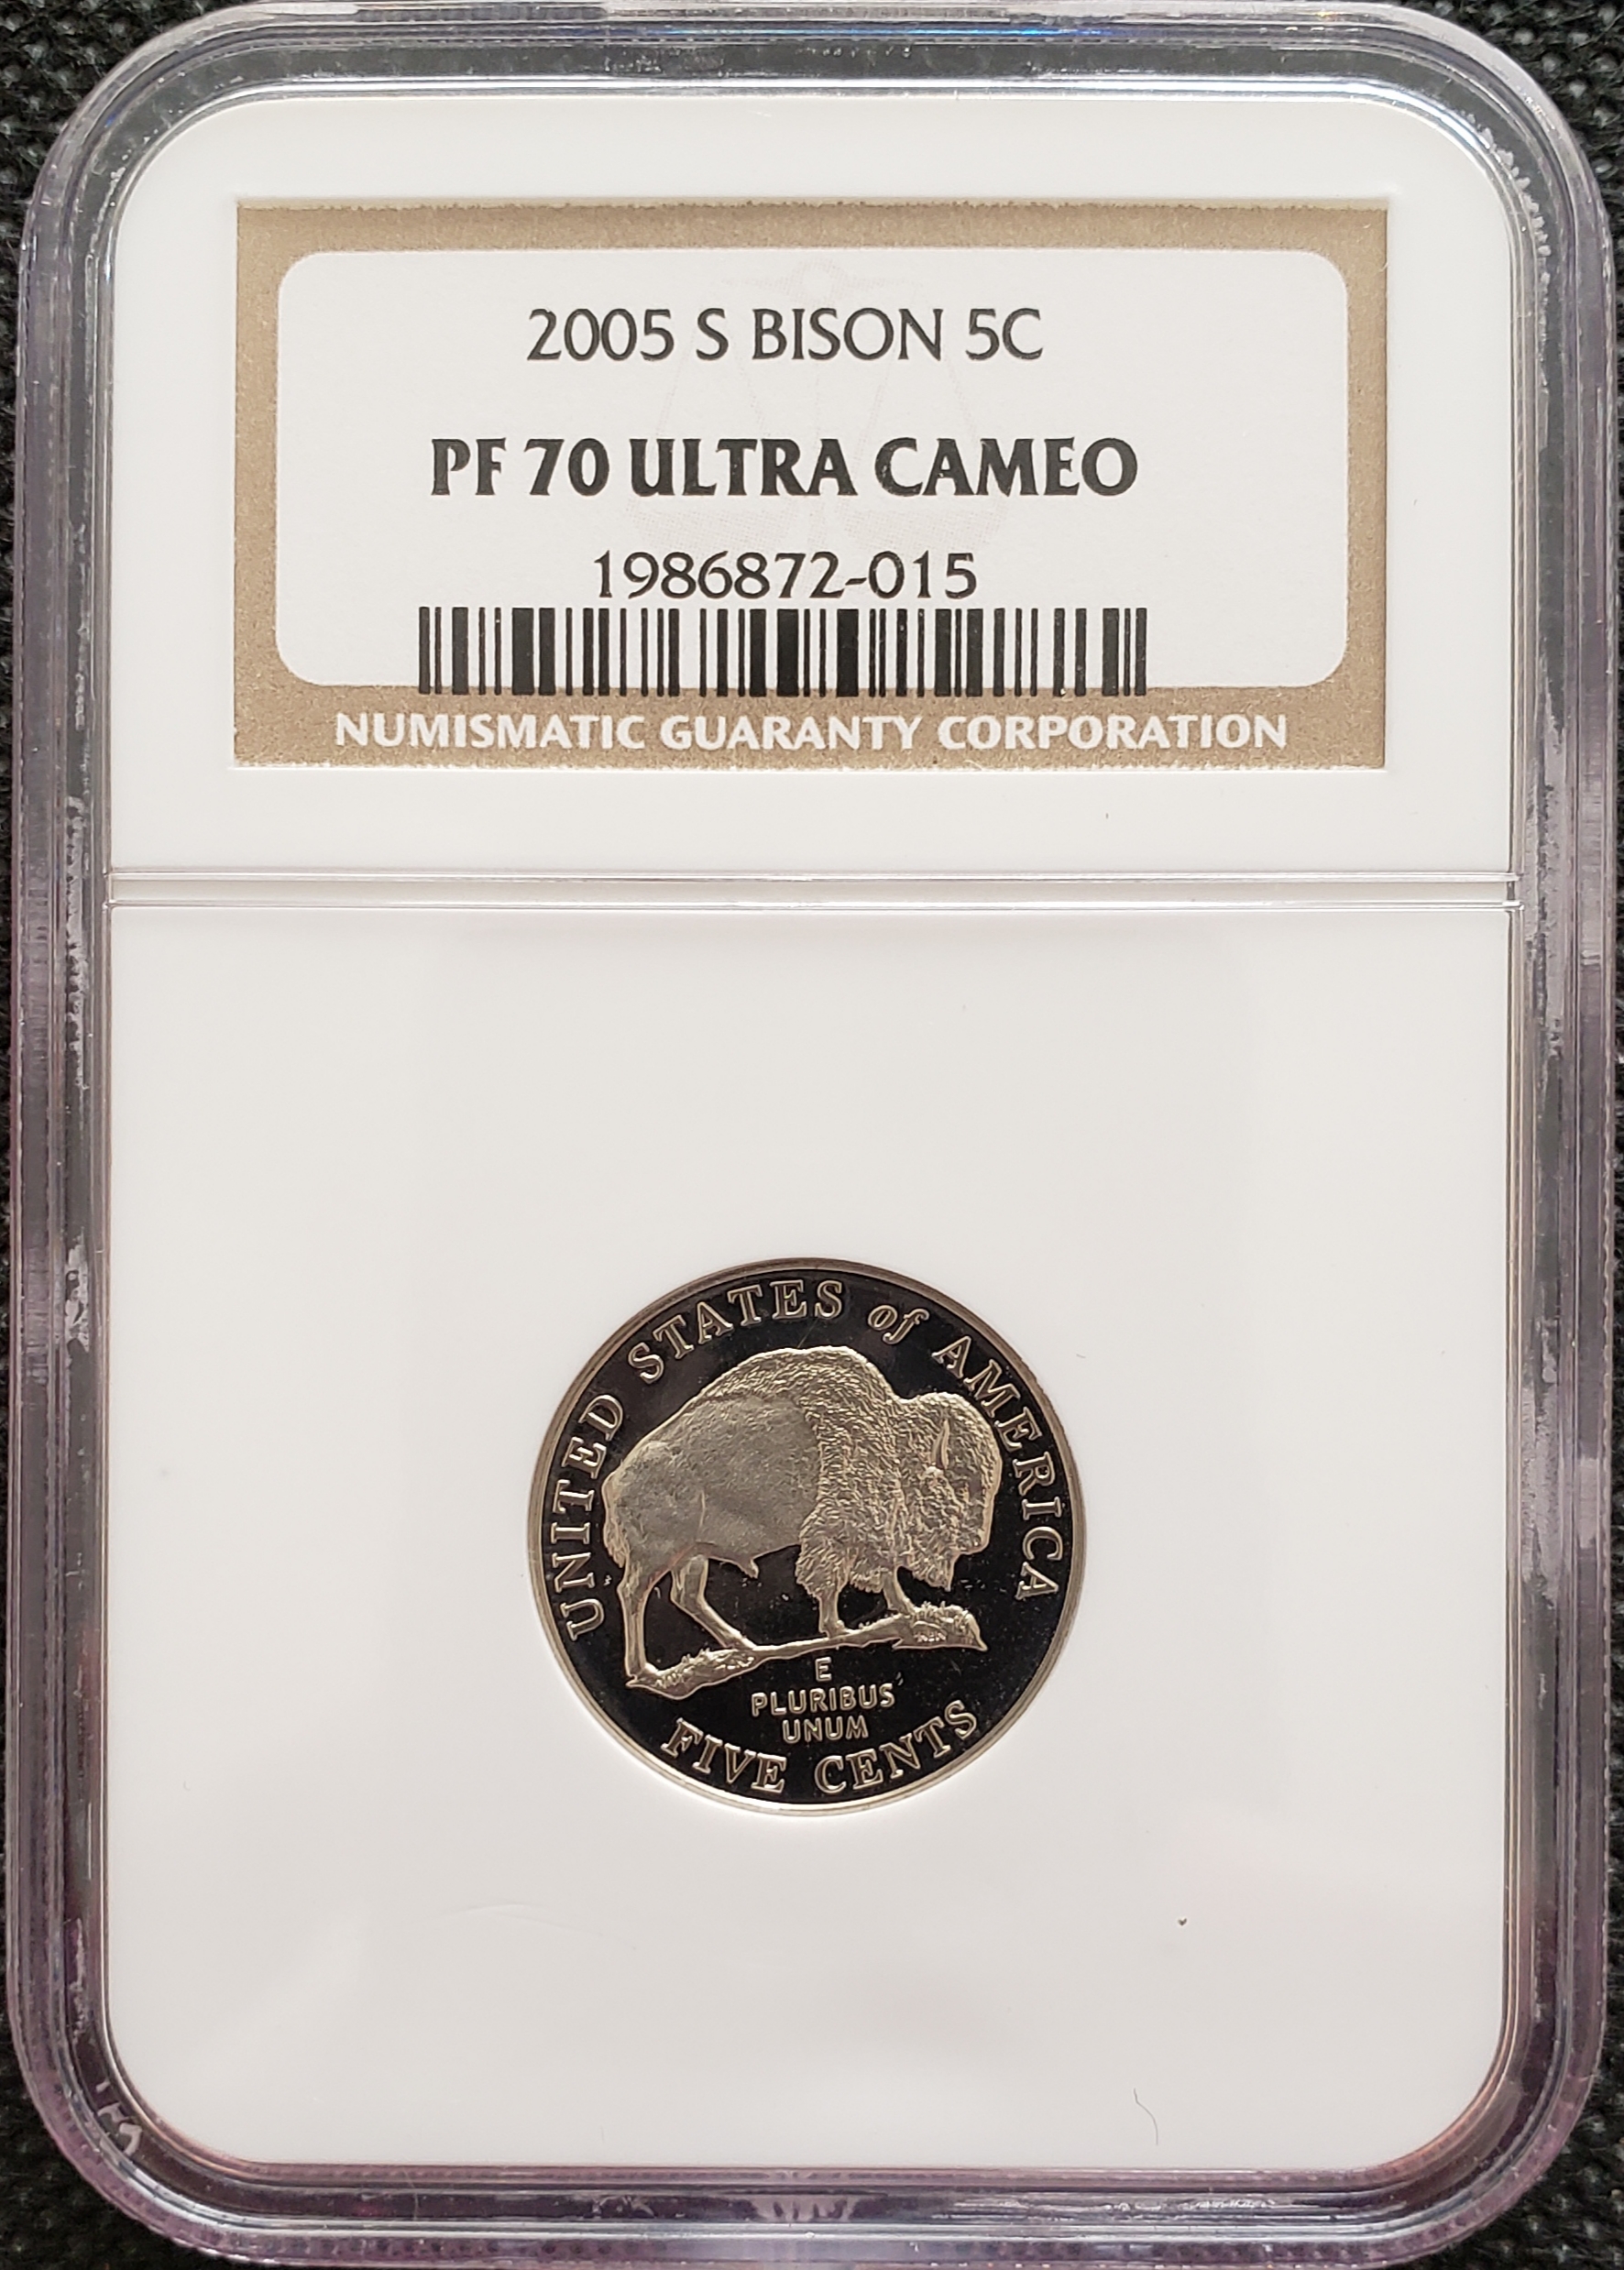 2005 S BISON 5C
PF 70 ULTRA CAMEO
1986872-015
NUMISMATIC GUARANTY CORPORATION
UNITED STATES of AMERICA
E
PLURIBUS
UNUM
FIVE CENTS